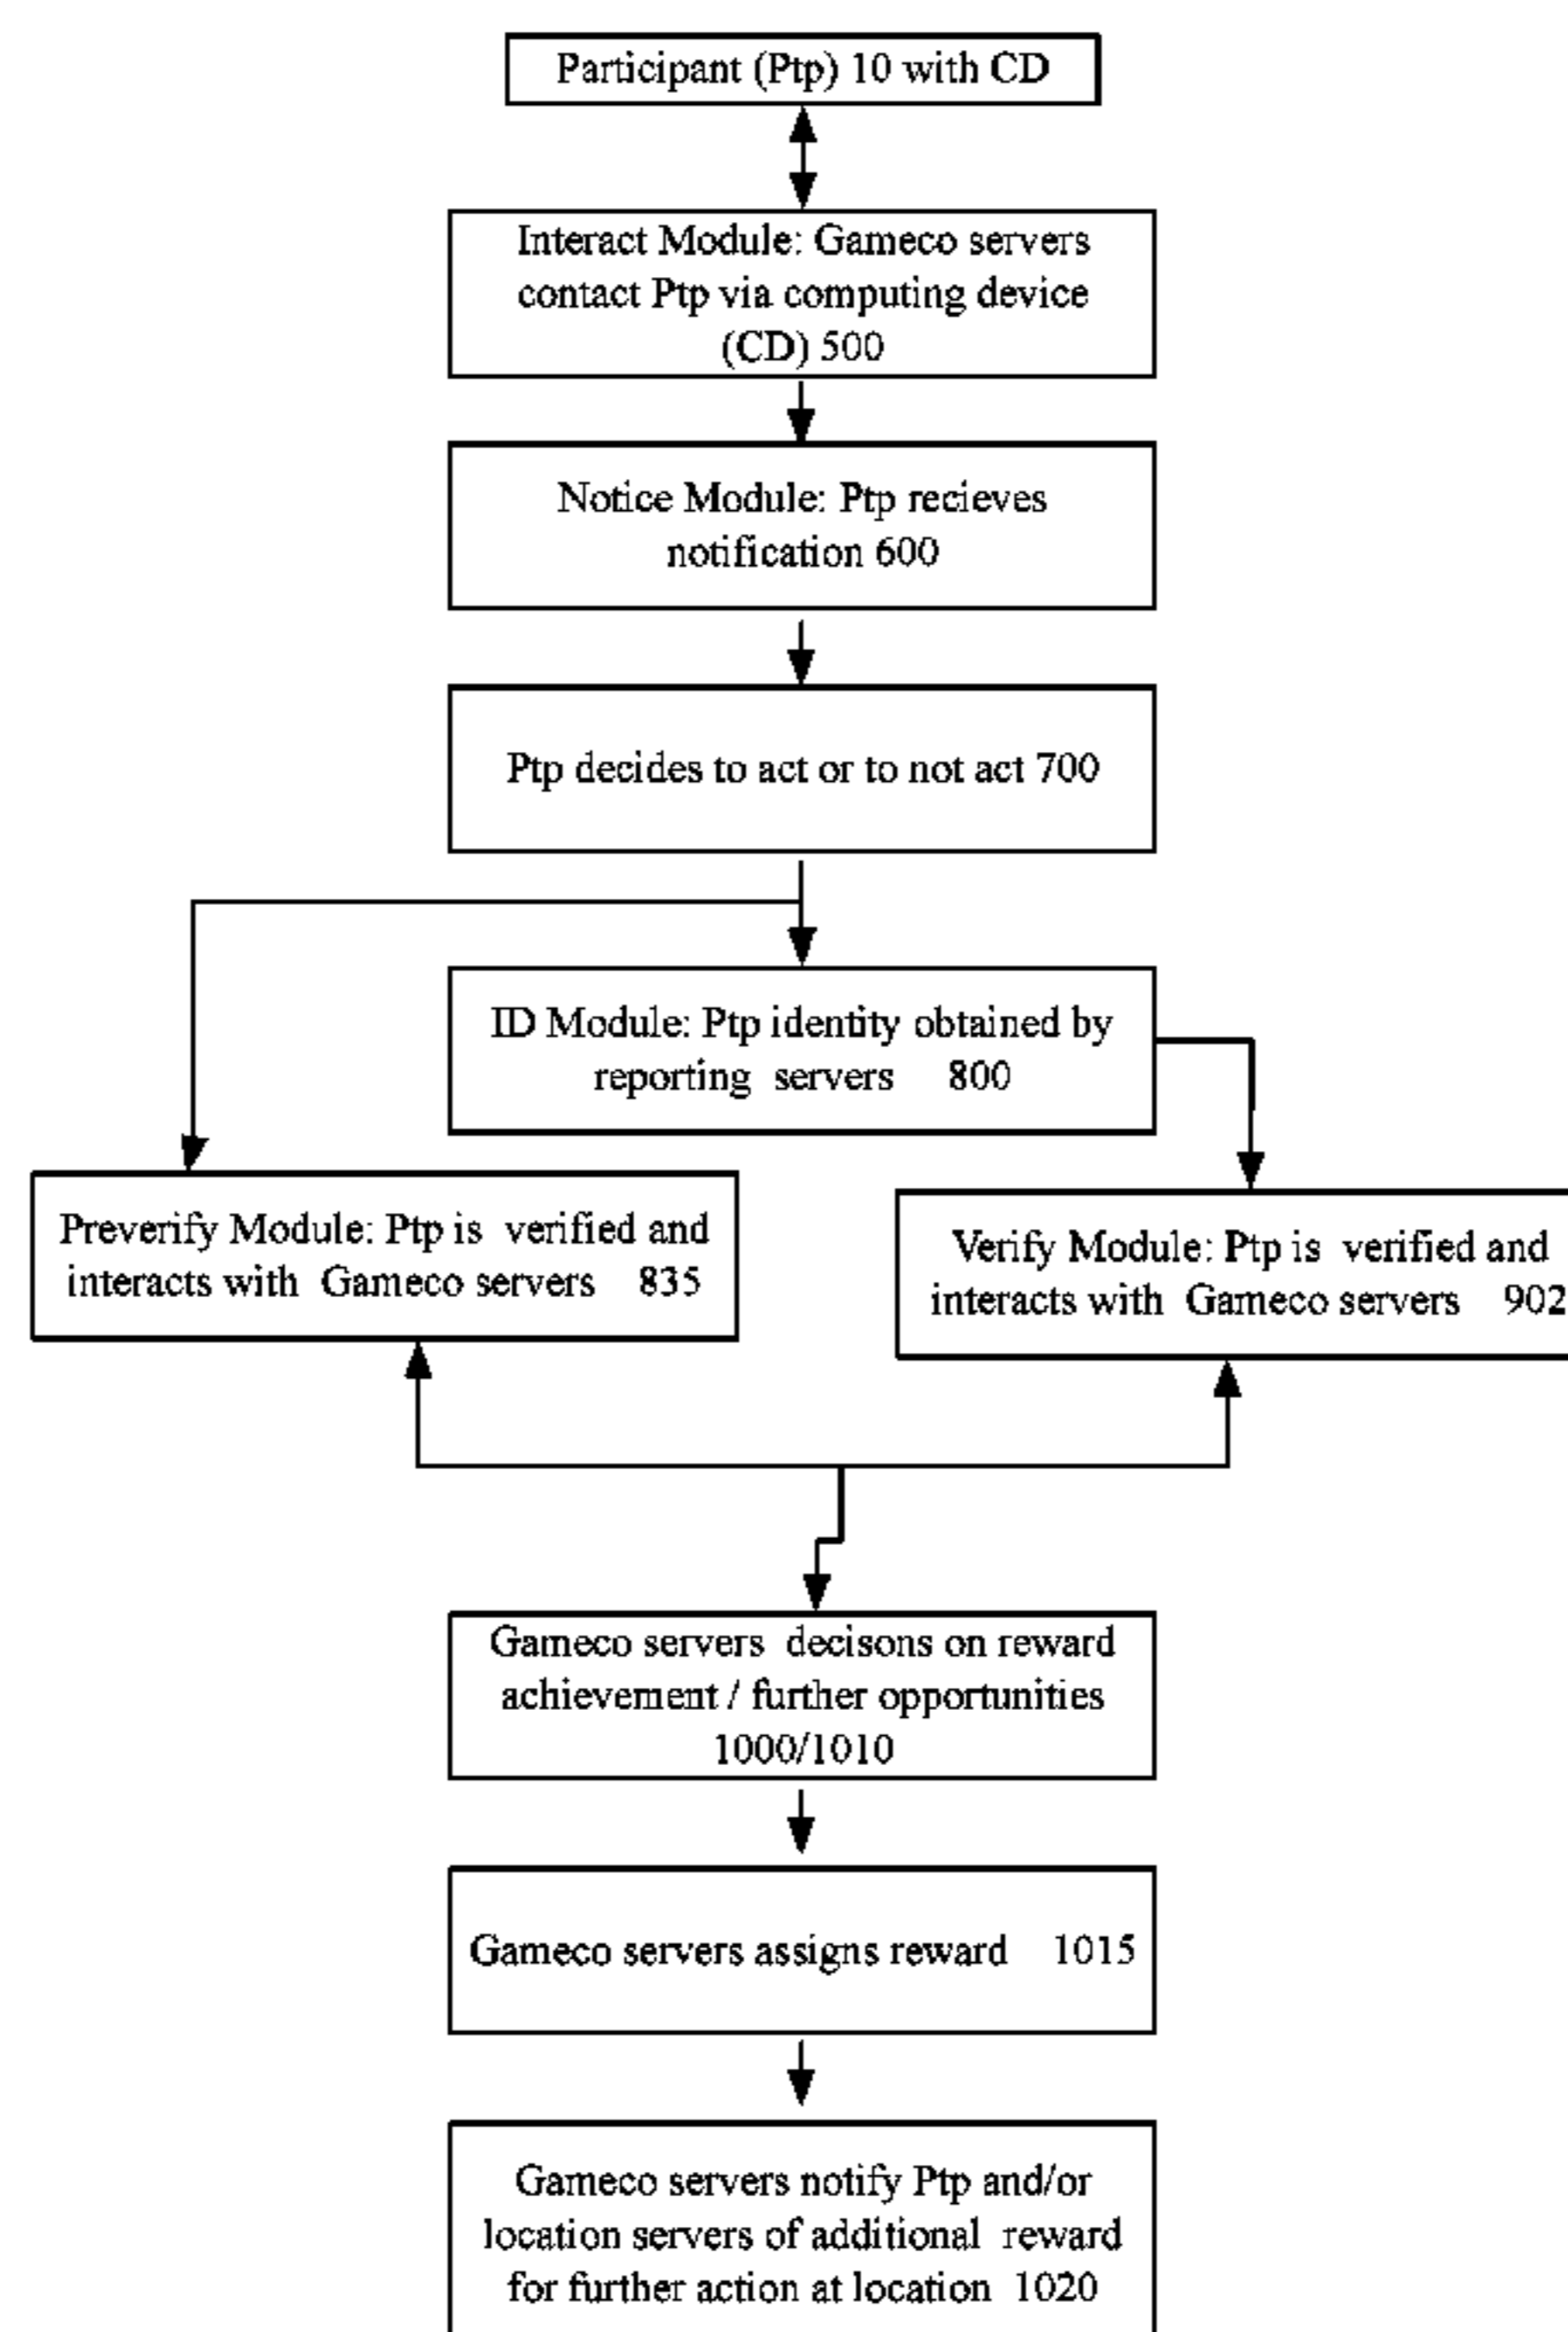 Participant (Ptp) 10 with CD
Interact Module: Gameco servers
contact Ptp via computing device
(CD) 500
Notice Module: Ptp recieves
notification 600
Ptp decides to act or to not act 700
ID Module: Ptp identity obtained by
reporting servers 800
Preverify Module: Ptp is verified and
interacts with Gameco servers 835
Verify Module: Ptp is verified and
interacts with Gameco servers 902
Gameco servers decisons on reward
achievement / further opportunities
1000/1010
Gameco servers assigns reward 1015
Gameco servers notify Ptp and/or
location servers of additional reward
for further action at location 1020